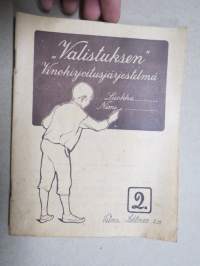 „Valistuksen”
Vinokirjoitusjärjestelmä
Luokka
Nimi
2.